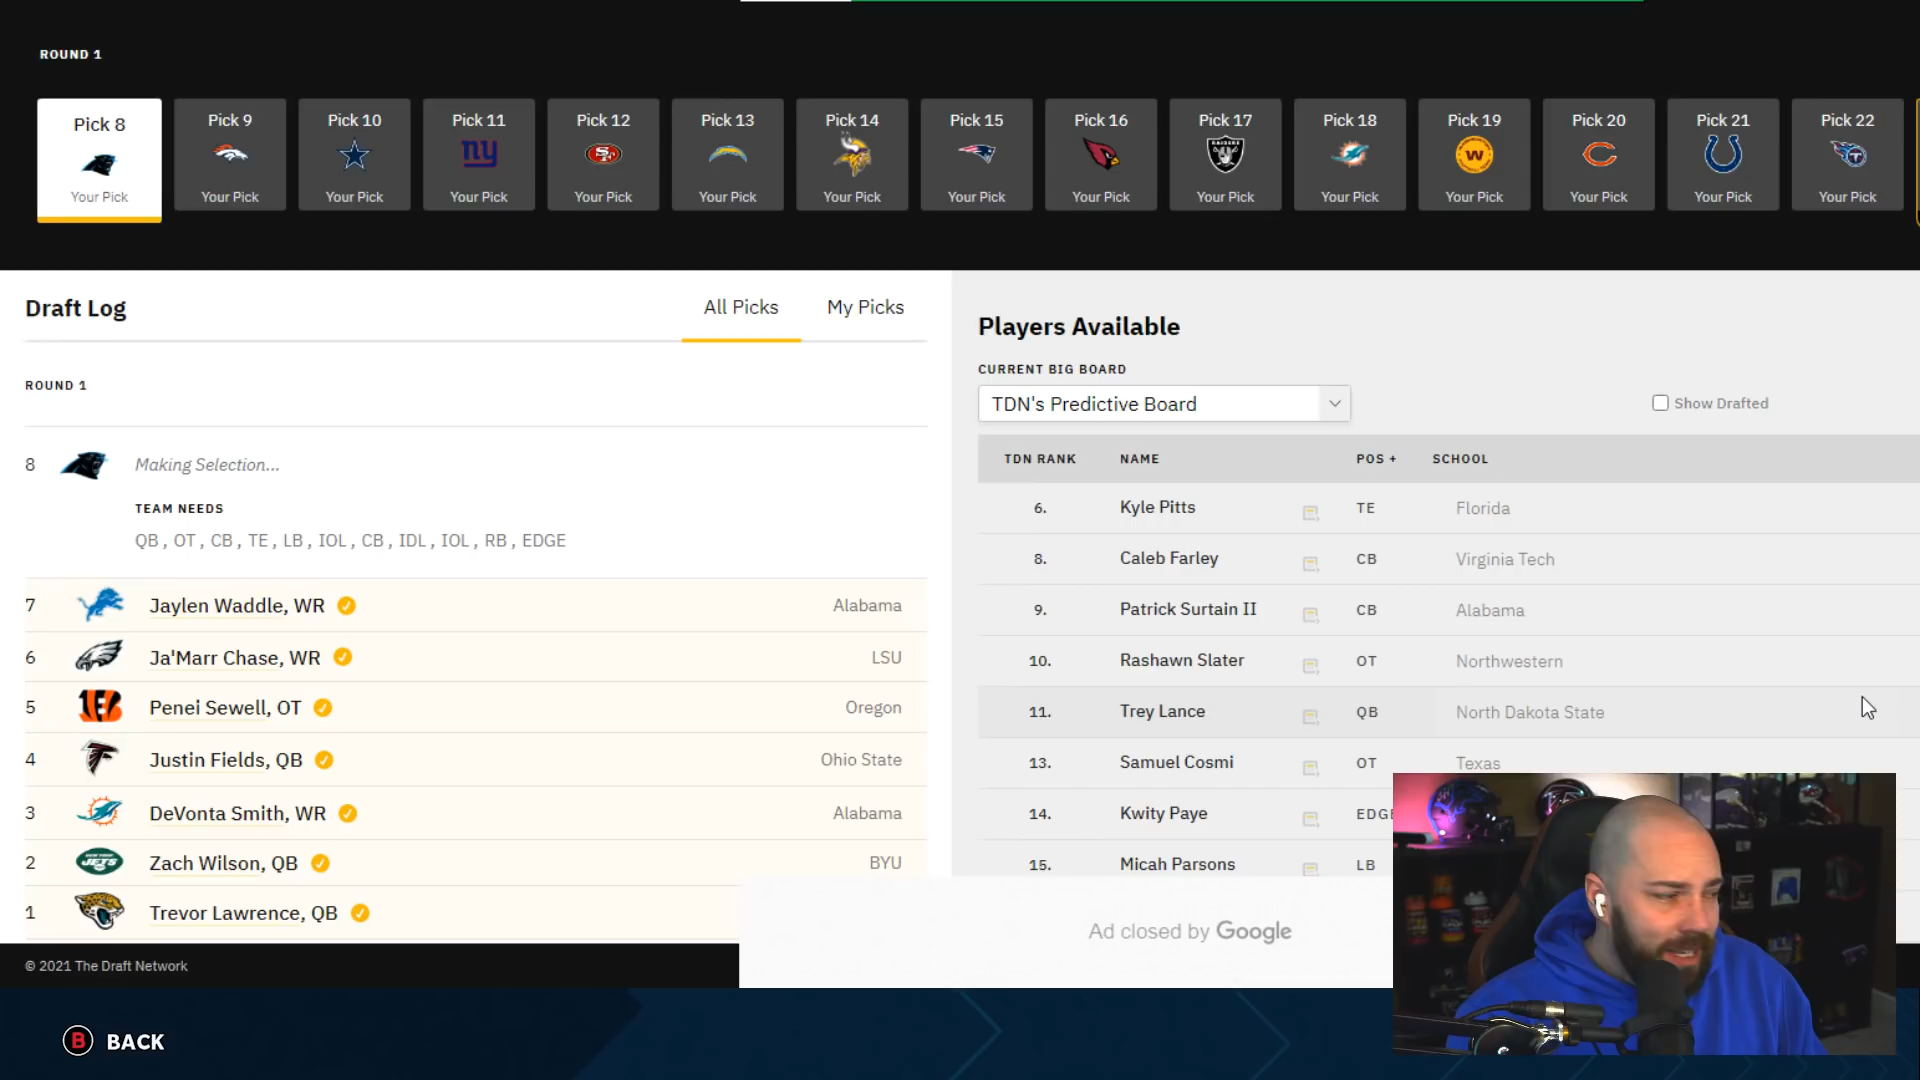 ROUND 1
Pick 8
Your Pick
Pick 9
Your Pick
Pick 10
Your Pick
Pick 11
ny
Your Pick
Pick 12
SF
Your Pick
Pick 13
Your Pick
Pick 14
Your Pick
Pick 15
Your Pick
Pick 16
Your Pick
Pick 17
RAIDERS
Your Pick
Pick 18
Your Pick
Pick 19
W
Your Pick
Pick 20
Your Pick
Pick 21
Your Pick
Pick 22
T
Your Pick
Draft Log
All Picks
My Picks
ROUND 1
8
Making Selection...
TEAM NEEDS
QB , OT , CB , TE , LB , IOL , CB , IDL , IOL , RB , EDGE
7 Jaylen Waddle, WR Alabama
6 Ja'Marr Chase, WR LSU
5 Penei Sewell, OT Oregon
4 Justin Fields, QB Ohio State
3 DeVonta Smith, WR Alabama
2 JETS Zach Wilson, QB BYU
1 Trevor Lawrence, QB
© 2021 The Draft Network
Players Available
CURRENT BIG BOARD
TDN's Predictive Board
Show Drafted
TDN RANK NAME POS + SCHOOL
6. Kyle Pitts TE Florida
8. Caleb Farley CB Virginia Tech
9. Patrick Surtain II CB Alabama
10. Rashawn Slater OT Northwestern
11. Trey Lance QB North Dakota State
13. Samuel Cosmi OT Texas
14. Kwity Paye EDGE
15. Micah Parsons LB
Ad closed by Google
B BACK